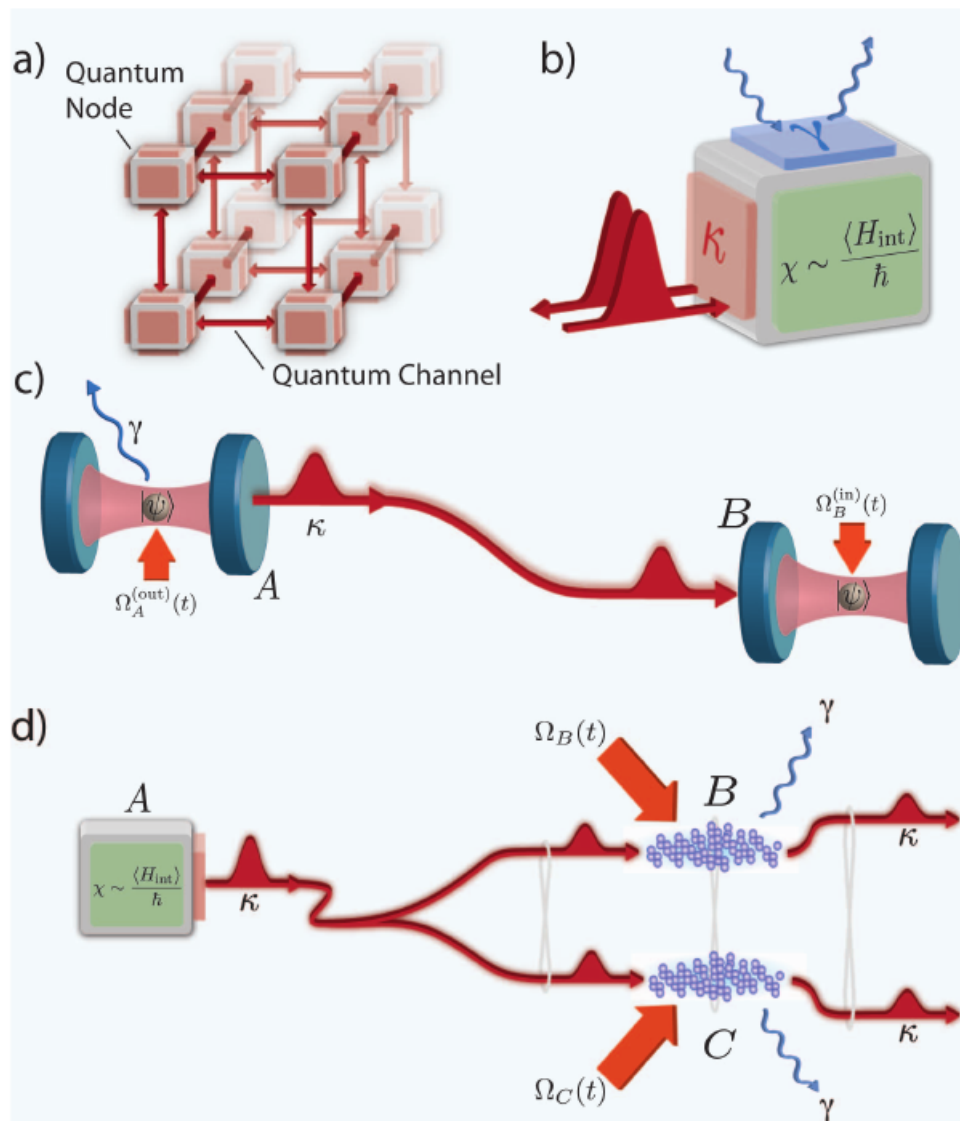 a)
Quantum
Node
Quantum Channel
b)
γ
κ
χ ∼ ⟨H_int⟩/ħ
c)
γ
|ψ⟩
κ
Ω_A^(out)(t)
A
B
Ω_B^(in)(t)
|ψ⟩
d)
A
χ ∼ ⟨H_int⟩/ħ
κ
Ω_B(t)
B
γ
κ
Ω_C(t)
C
γ
κ